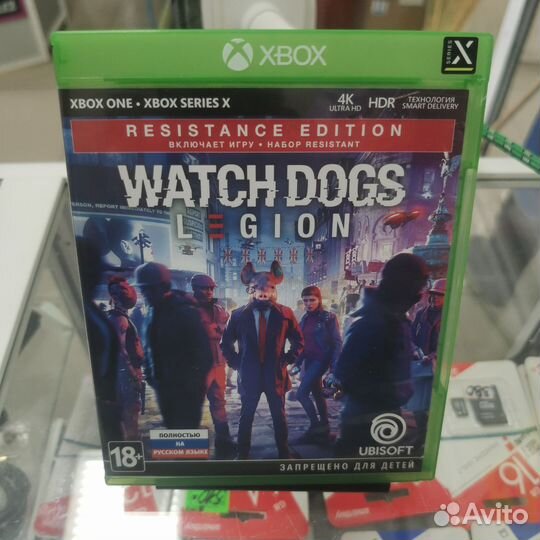 XBOX
SERIES X
XBOX ONE • XBOX SERIES X
4K
ULTRA HD
HDR
ТЕХНОЛОГИЯ
SMART DELIVERY
RESISTANCE EDITION
ВКЛЮЧАЕТ ИГРУ • НАБОР RESISTANT
WATCH DOGS
LEGION
ПОЛНОСТЬЮ
НА
РУССКОМ ЯЗЫКЕ
18+
UBISOFT
ЗАПРЕЩЕНО ДЛЯ ДЕТЕЙ
16
Avito